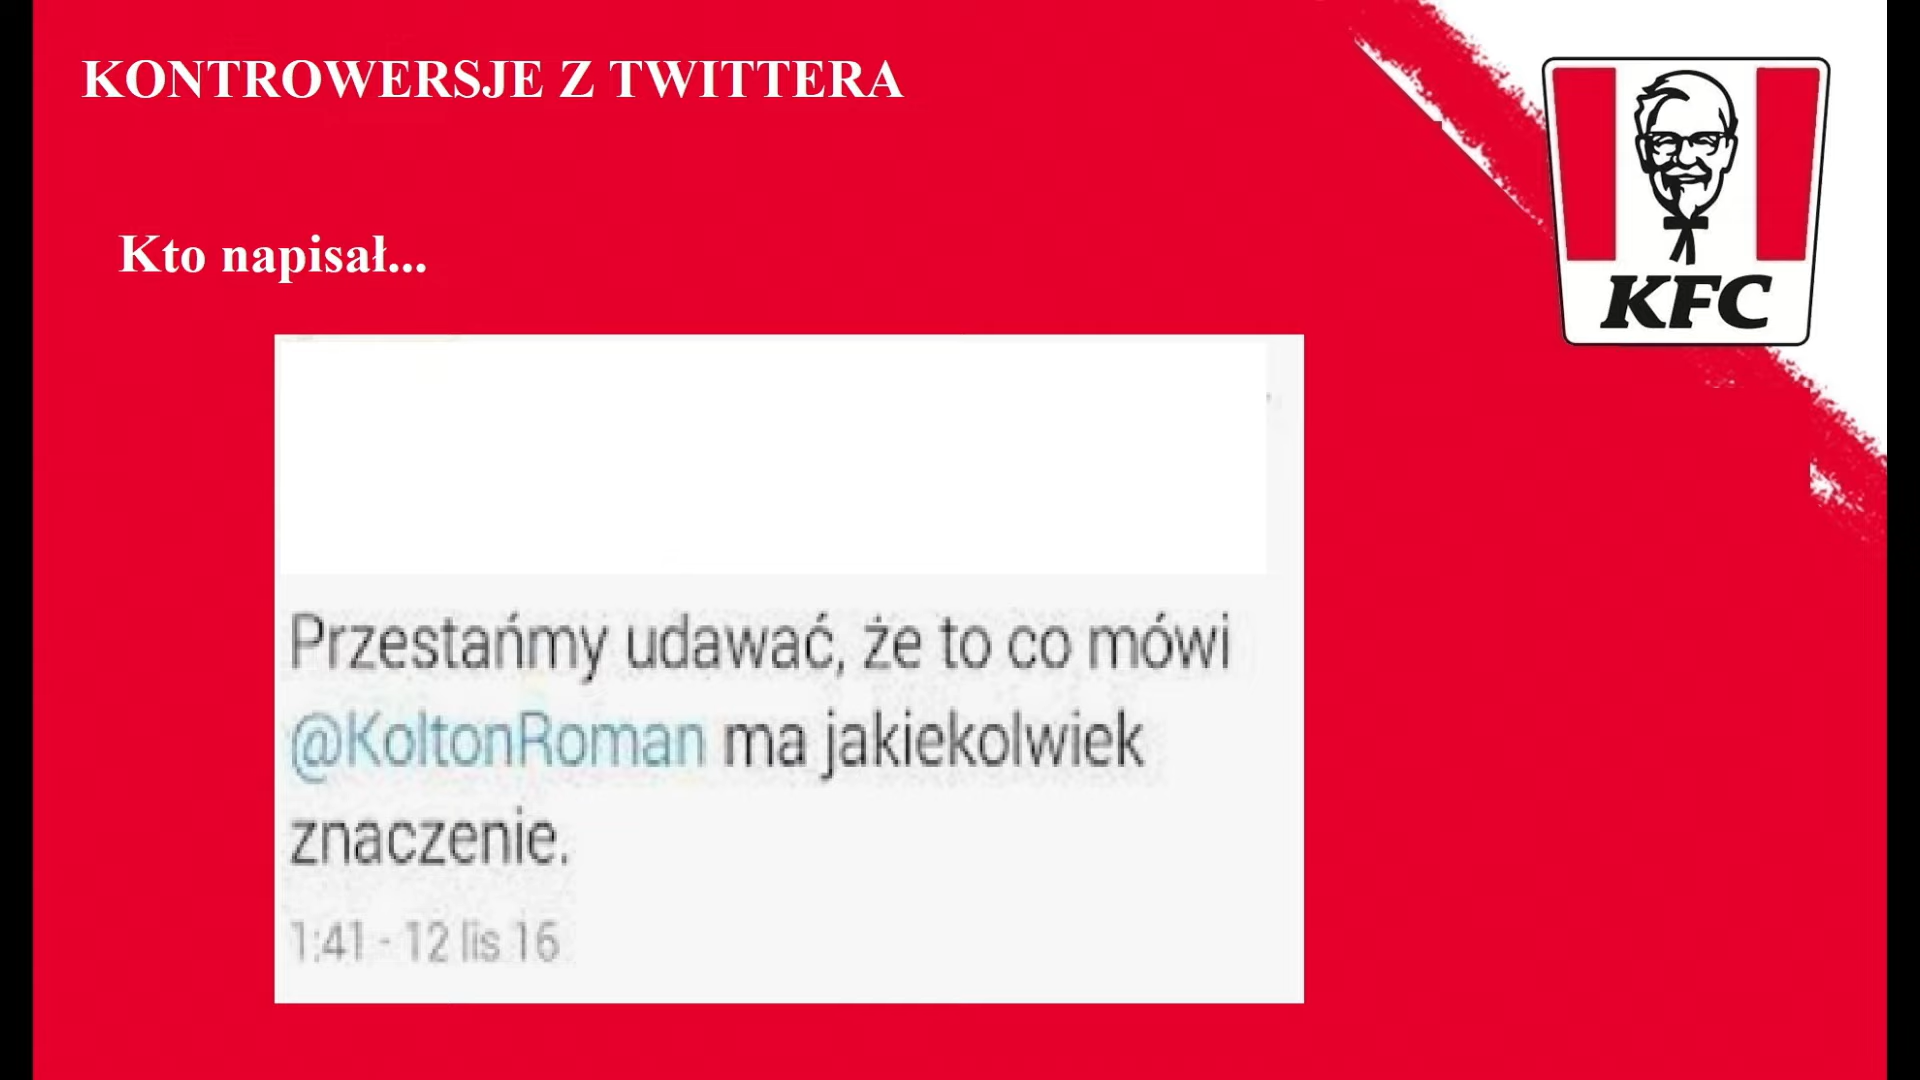 KONTROWERSJE Z TWITTERA
Kto napisał...
KFC
Przestańmy udawać, że to co mówi
@KoltonRoman ma jakiekolwiek
znaczenie.
1:41 - 12 lis 16